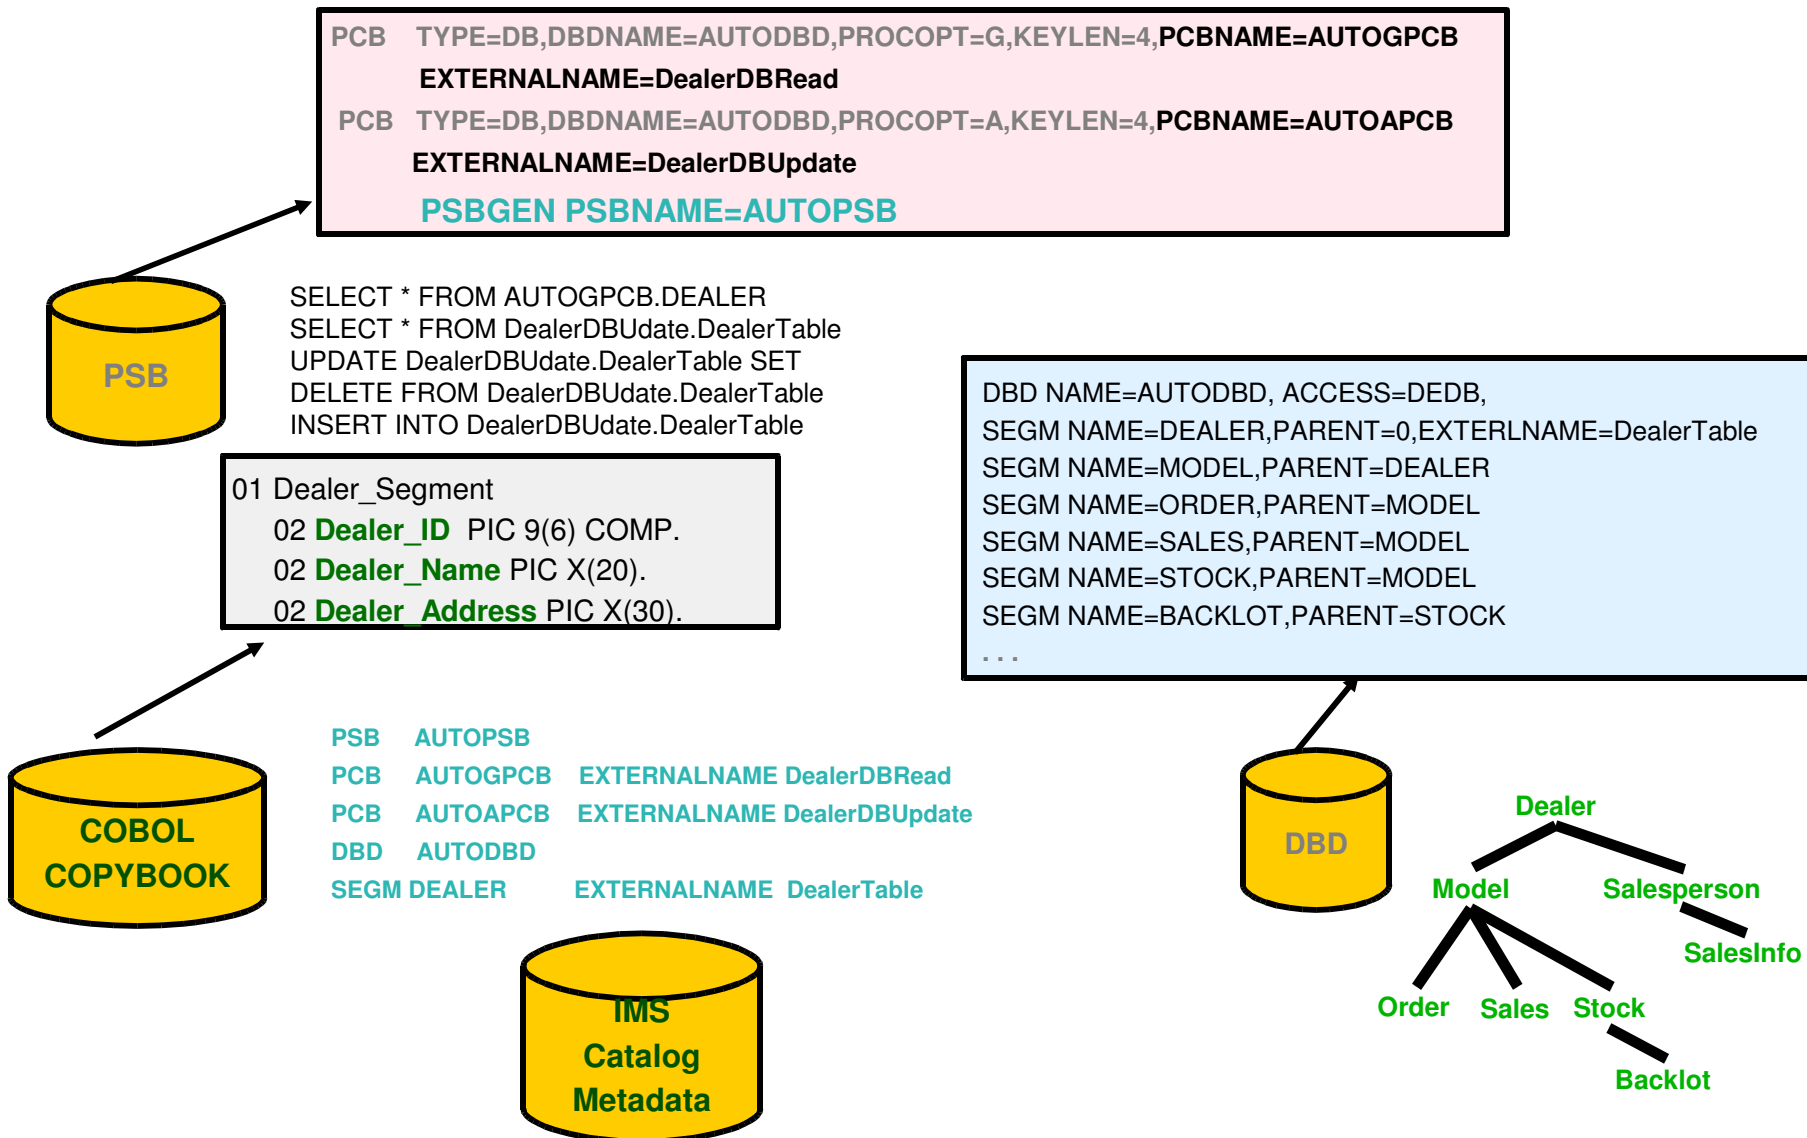 PCB TYPE=DB,DBDNAME=AUTODBD,PROCOPT=G,KEYLEN=4,PCBNAME=AUTOGPCB
EXTERNALNAME=DealerDBRead
PCB TYPE=DB,DBDNAME=AUTODBD,PROCOPT=A,KEYLEN=4,PCBNAME=AUTOAPCB
EXTERNALNAME=DealerDBUpdate
PSBGEN PSBNAME=AUTOPSB
PSB
SELECT * FROM AUTOGPCB.DEALER
SELECT * FROM DealerDBUdate.DealerTable
UPDATE DealerDBUdate.DealerTable SET
DELETE FROM DealerDBUdate.DealerTable
INSERT INTO DealerDBUdate.DealerTable
01 Dealer_Segment
02 Dealer_ID PIC 9(6) COMP.
02 Dealer_Name PIC X(20).
02 Dealer_Address PIC X(30).
DBD NAME=AUTODBD, ACCESS=DEDB,
SEGM NAME=DEALER,PARENT=0,EXTERLNAME=DealerTable
SEGM NAME=MODEL,PARENT=DEALER
SEGM NAME=ORDER,PARENT=MODEL
SEGM NAME=SALES,PARENT=MODEL
SEGM NAME=STOCK,PARENT=MODEL
SEGM NAME=BACKLOT,PARENT=STOCK
. . .
COBOL
COPYBOOK
PSB AUTOPSB
PCB AUTOGPCB EXTERNALNAME DealerDBRead
PCB AUTOAPCB EXTERNALNAME DealerDBUpdate
DBD AUTODBD
SEGM DEALER EXTERNALNAME DealerTable
IMS
Catalog
Metadata
DBD
Dealer
Model Salesperson
SalesInfo
Order Sales Stock
Backlot